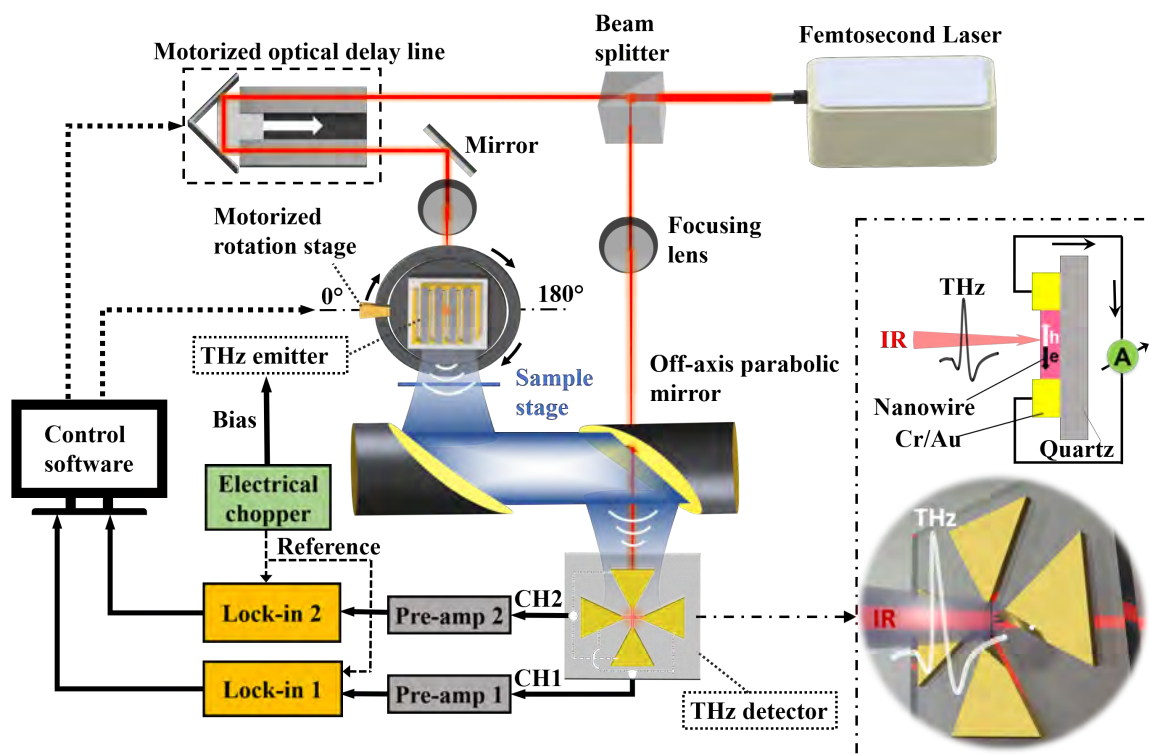 Beam
splitter
Femtosecond Laser
Motorized optical delay line
Mirror
Motorized
rotation stage
Focusing
lens
0°
180°
THz emitter
Sample
stage
Off-axis parabolic
mirror
Bias
Control
software
Electrical
chopper
Reference
Lock-in 2
Pre-amp 2
CH2
Lock-in 1
Pre-amp 1
CH1
THz detector
THz
IR
h
e
A
Nanowire
Cr/Au
Quartz
THz
IR